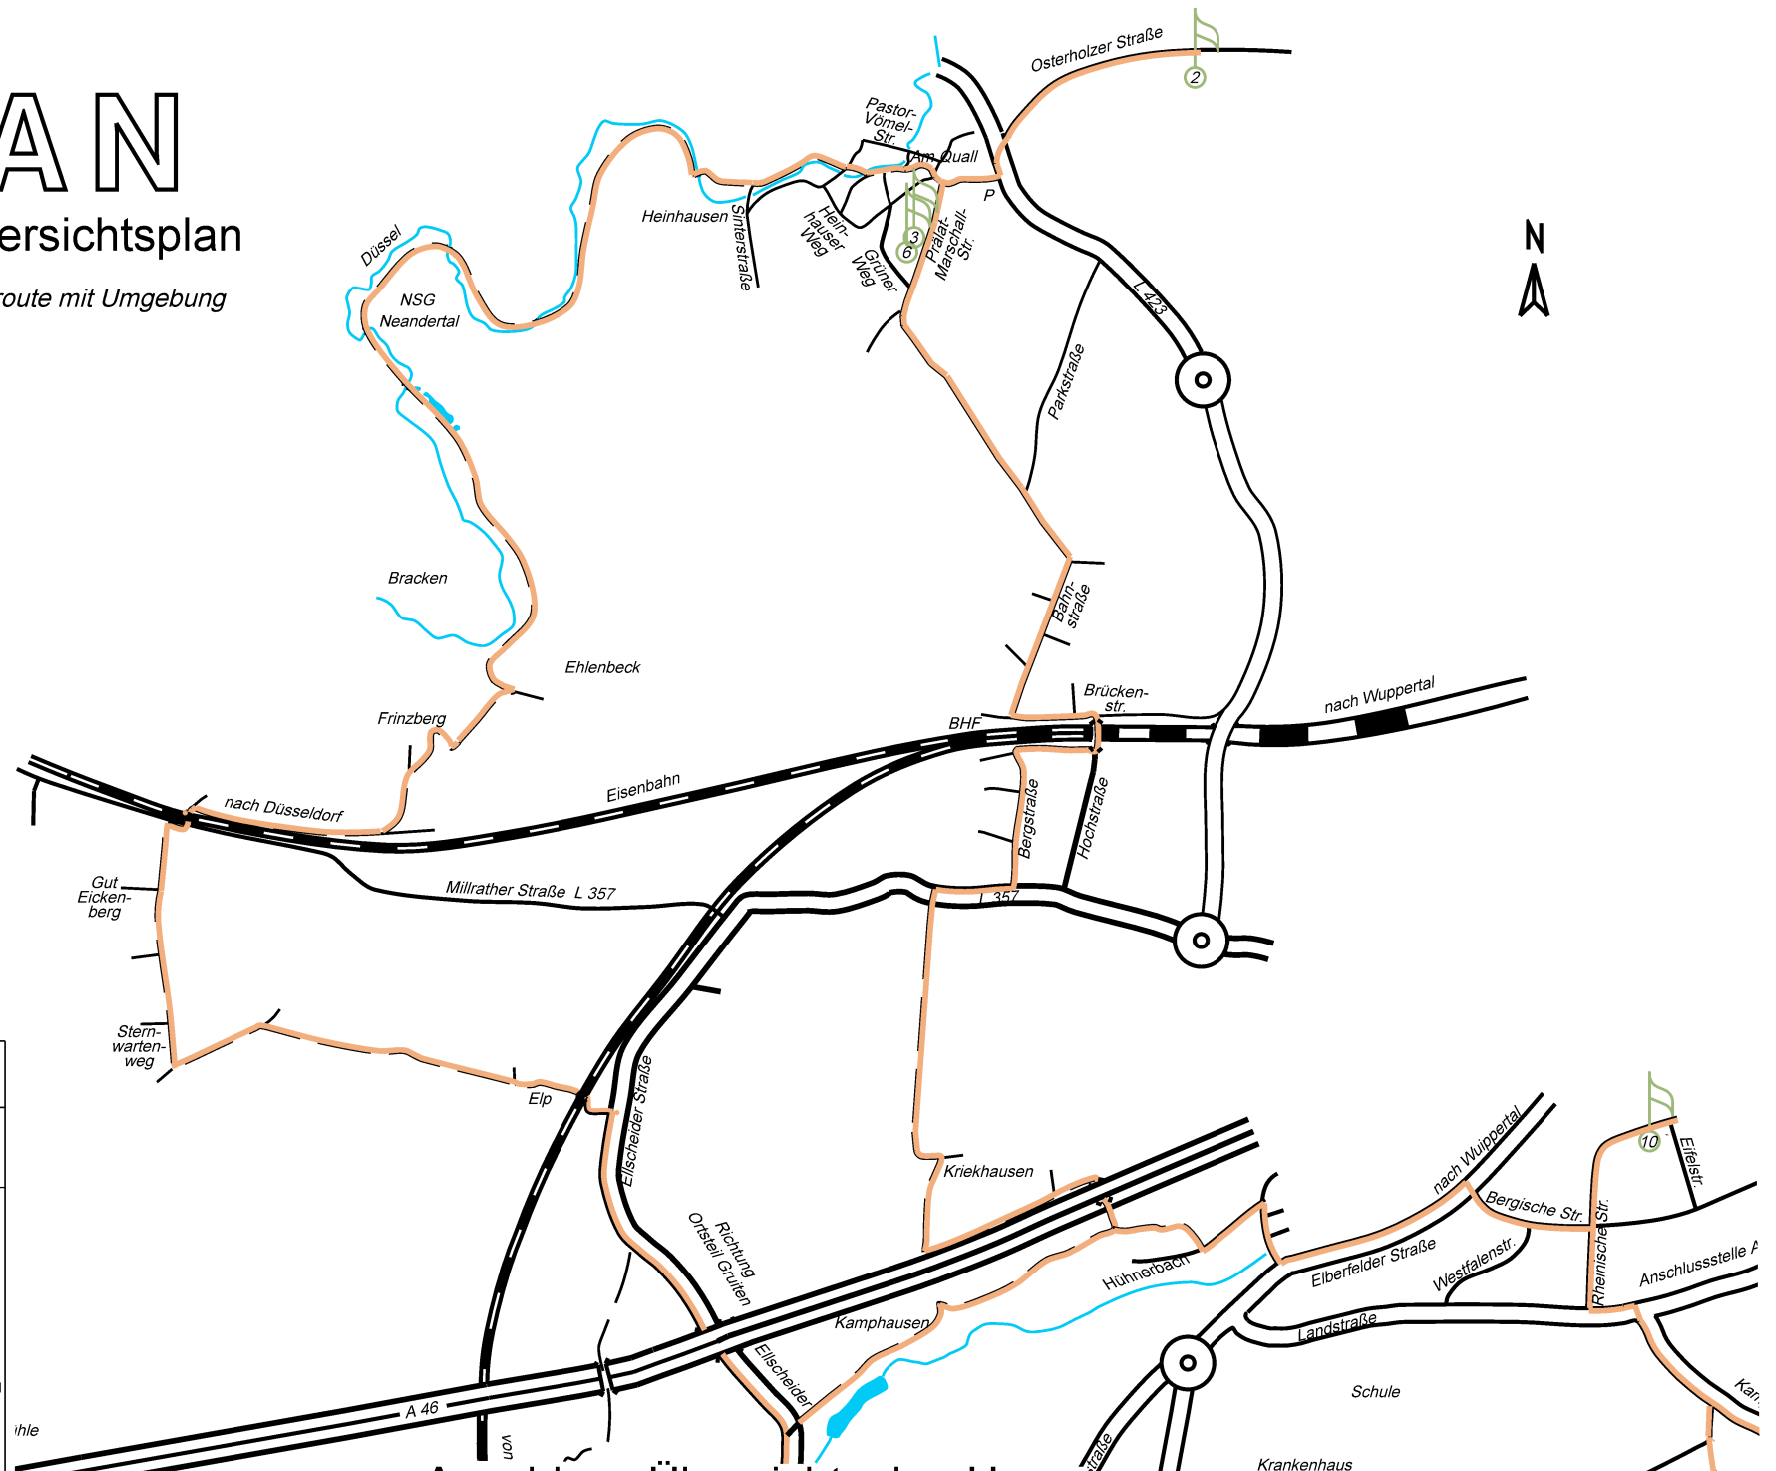 AN
ersichtsplan
route mit Umgebung
Osterholzer Straße
2
Pastor-
Vömel-
Str.
Am Quall
P
N
Heinhausen
Sinterstraße
Hein-
hauser
Weg
Grüner
Weg
3
6
Prälat-
Marschall-
Str.
Düssel
NSG
Neandertal
L 423
Parkstraße
Bracken
Bahn-
straße
Ehlenbeck
Frinzberg
BHF
Brücken-
str.
nach Wuppertal
nach Düsseldorf
Eisenbahn
Bergstraße
Hochstraße
Gut
Eicken-
berg
Millrather Straße L 357
L 357
Stern-
warten-
weg
Elp
Ellscheider Straße
Kriekhausen
Richtung
Ortsteil Gruiten
nach Wuippertal
10
Eifelstr.
Bergische Str.
Rheinische Str.
Hühnerbach
Elberfelder Straße
Westfalenstr.
Anschlussstelle A
Kamphausen
Landstraße
Ellscheider
Schule
A 46
von
straße
Krankenhaus